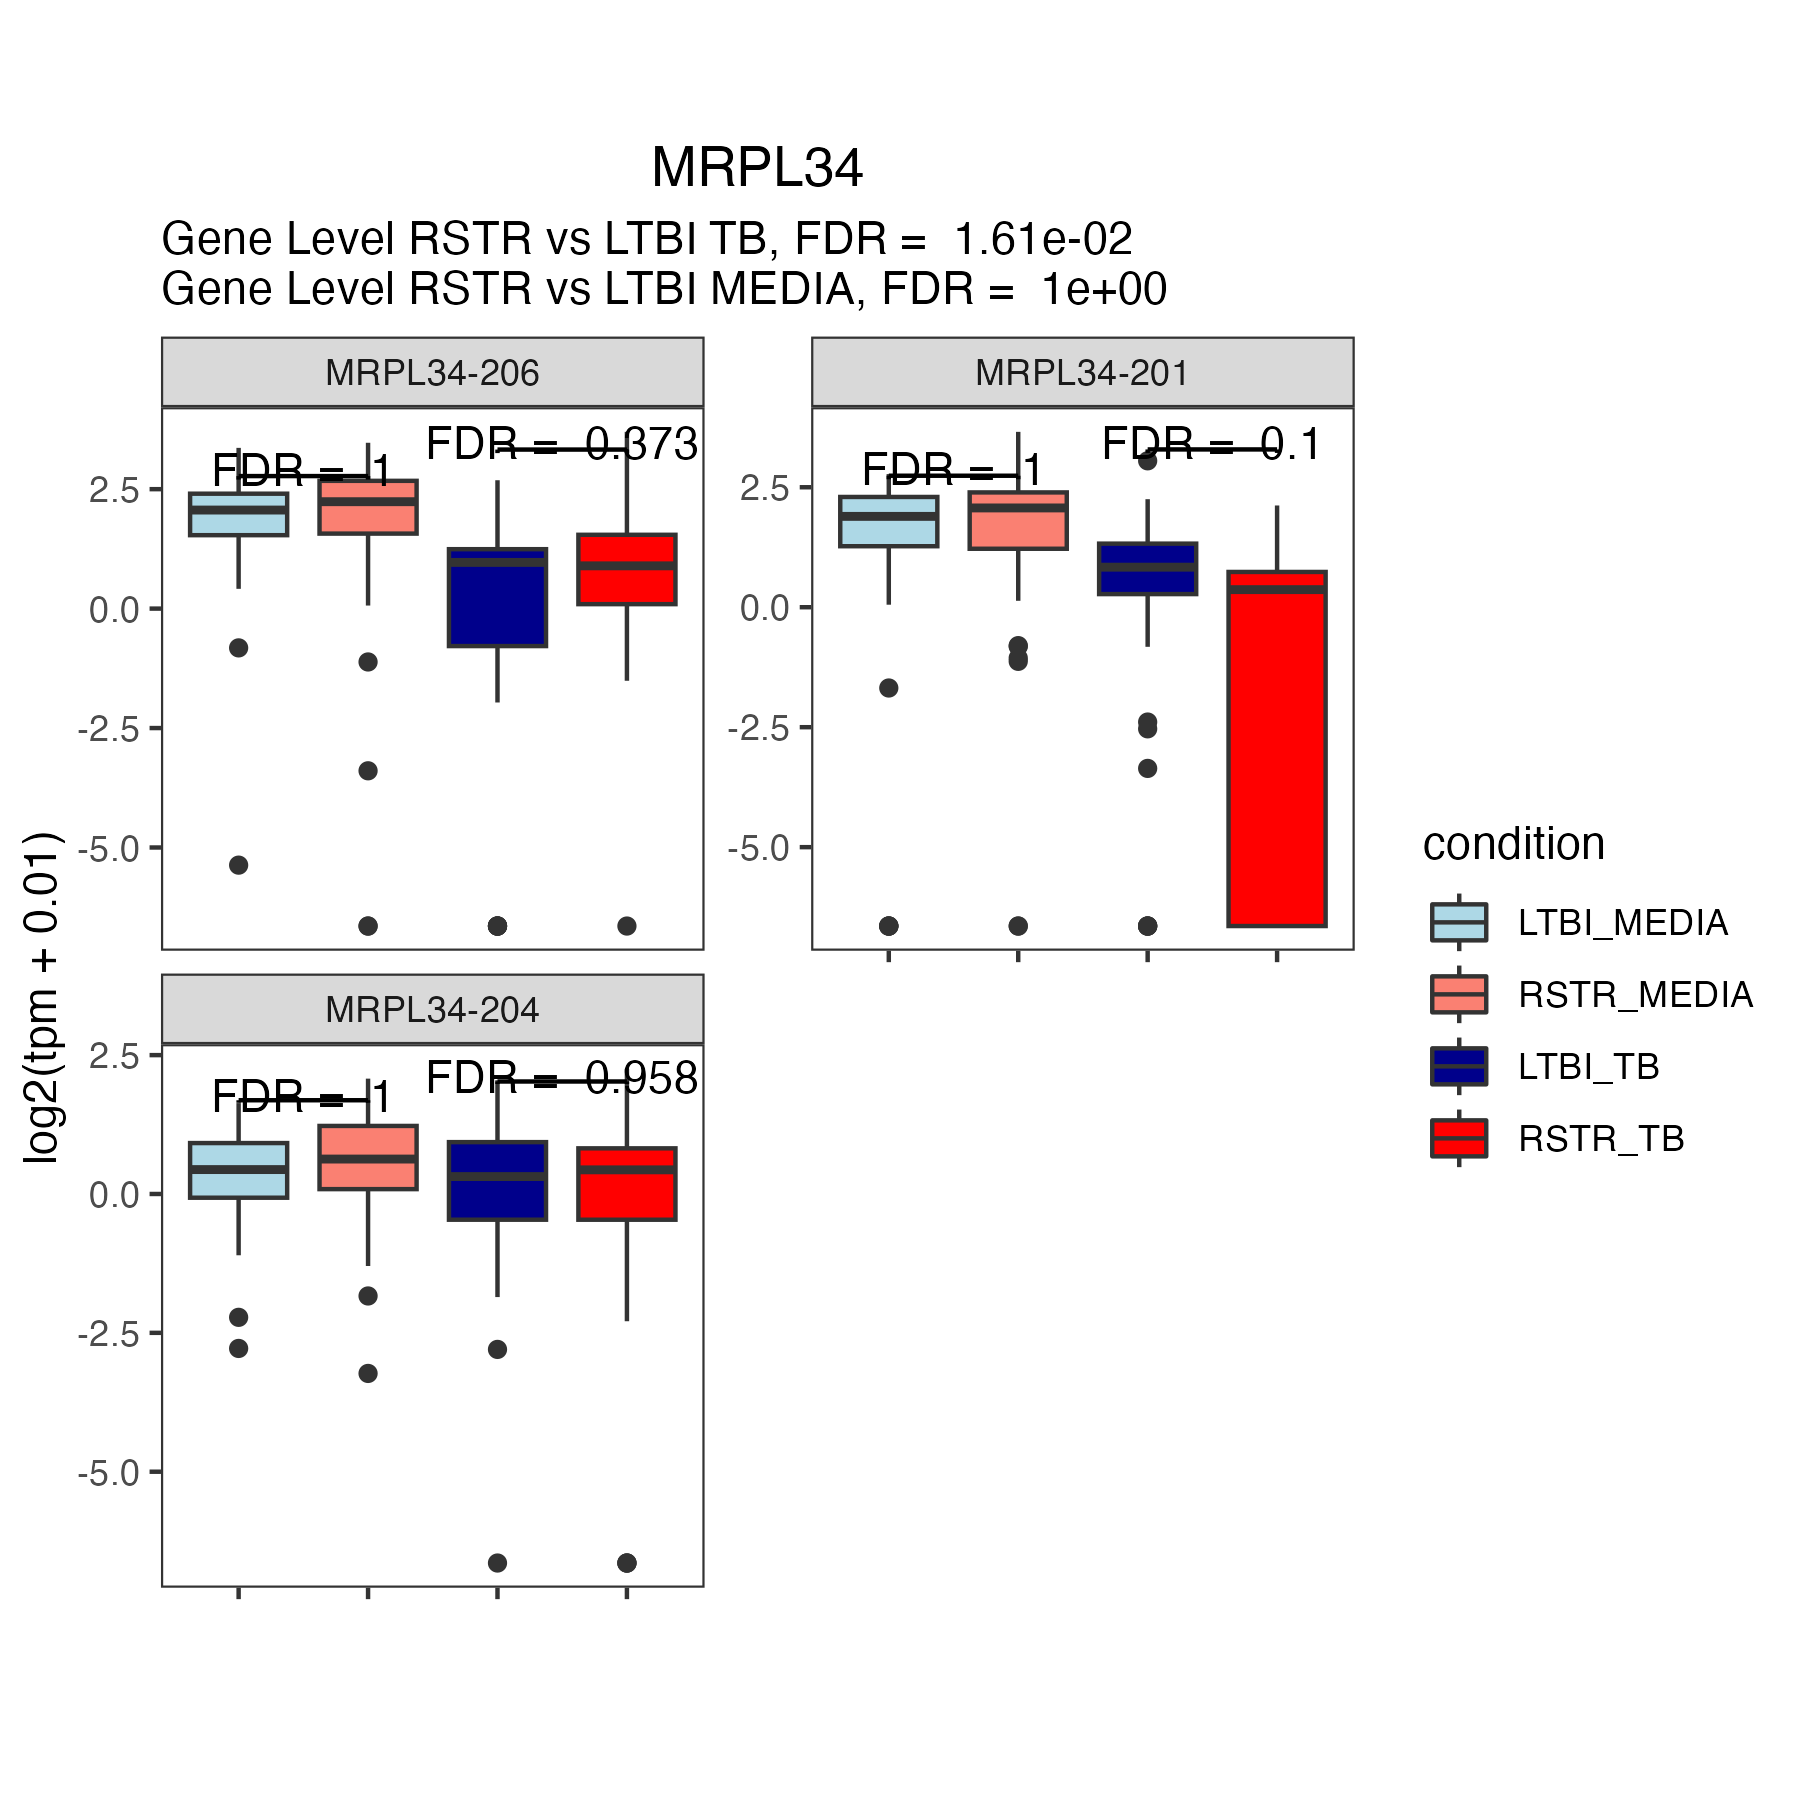 MRPL34
Gene Level RSTR vs LTBI TB, FDR =  1.61e-02
Gene Level RSTR vs LTBI MEDIA, FDR =  1e+00
MRPL34-206
FDR =  1
FDR =  0.373
2.5
0.0
-2.5
-5.0
MRPL34-201
FDR =  1
FDR =  0.1
2.5
0.0
-2.5
-5.0
MRPL34-204
FDR =  1
FDR =  0.958
2.5
0.0
-2.5
-5.0
log2(tpm + 0.01)
condition
LTBI_MEDIA
RSTR_MEDIA
LTBI_TB
RSTR_TB